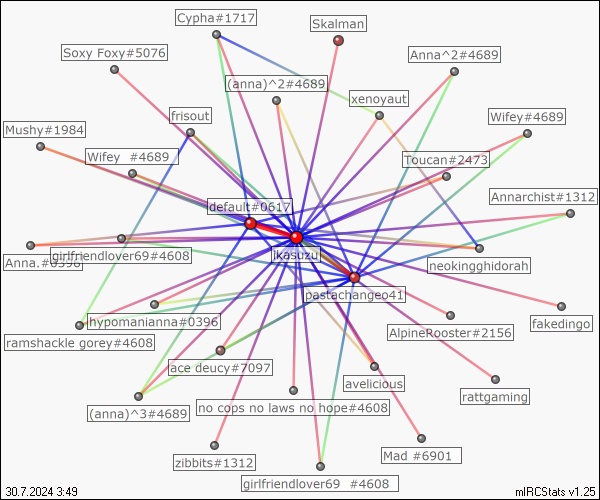 Cypha#1717
Skalman
Soxy Foxy#5076
Anna^2#4689
(anna)^2#4689
xenoyaut
frisout
Wifey#4689
Mushy#1984
Wifey #4689
Toucan#2473
Annarchist#1312
default#0617
ikasuzu
Anna.#0396
girlfriendlover69#4608
neokingghidorah
pastachangeo41
hypomanianna#0396
fakedingo
ramshackle gorey#4608
AlpineRooster#2156
ace deucy#7097
avelicious
rattgaming
(anna)^3#4689
no cops no laws no hope#4608
zibbits#1312
Mad #6901
girlfriendlover69 #4608
30.7.2024 3:49
mIRCStats v1.25